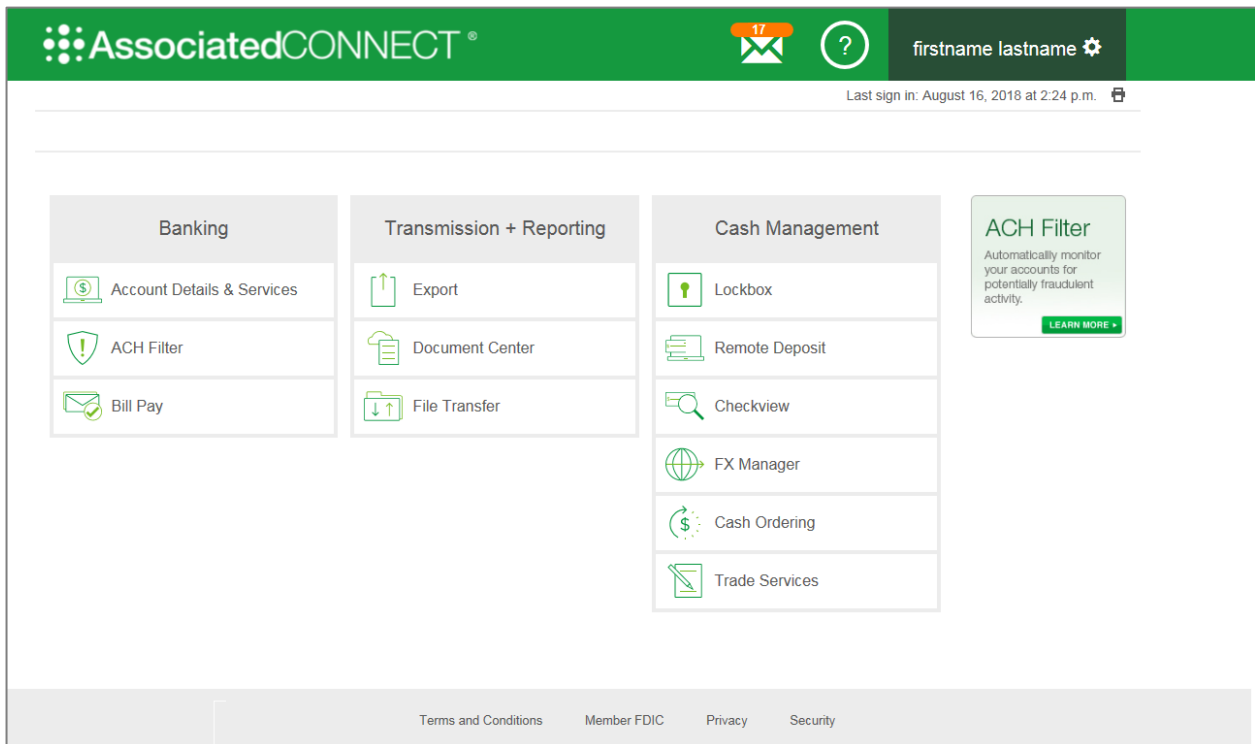 AssociatedCONNECT ®
17
?
firstname lastname
Last sign in: August 16, 2018 at 2:24 p.m.
Banking
Account Details & Services
ACH Filter
Bill Pay
Transmission + Reporting
Export
Document Center
File Transfer
Cash Management
Lockbox
Remote Deposit
Checkview
FX Manager
Cash Ordering
Trade Services
ACH Filter
Automatically monitor
your accounts for
potentially fraudulent
activity.
LEARN MORE
Terms and Conditions Member FDIC Privacy Security